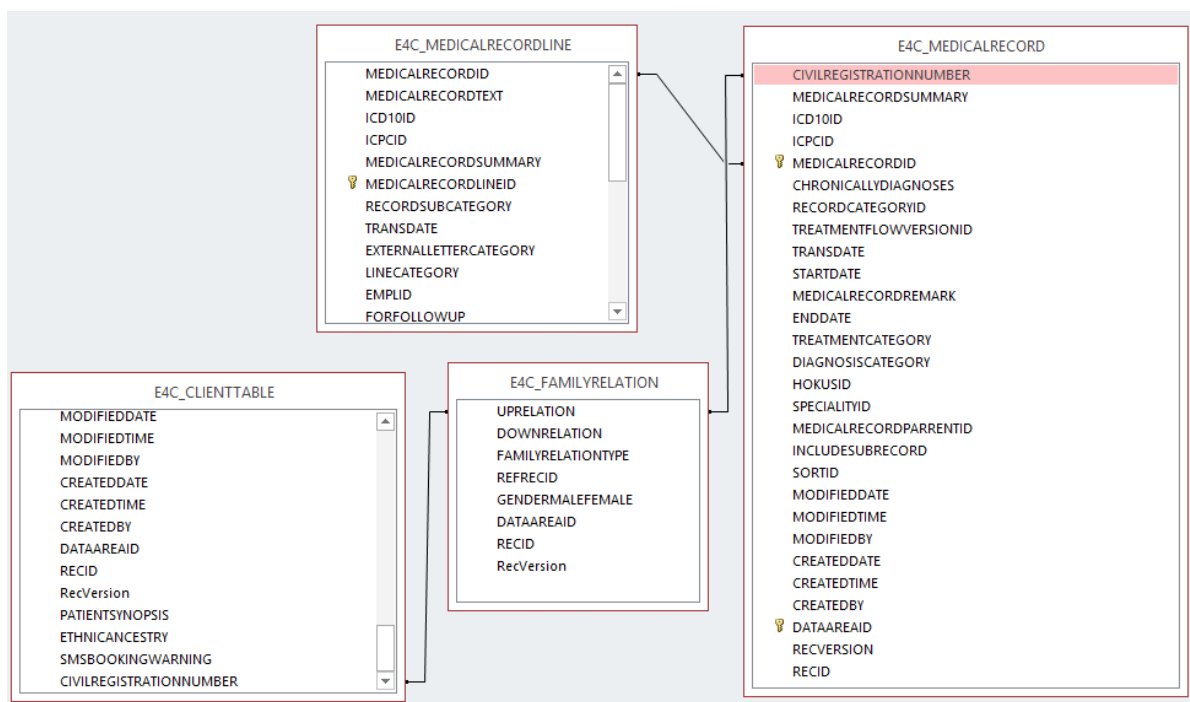 E4C_MEDICALRECORDLINE
MEDICALRECORDID
MEDICALRECORDTEXT
ICD10ID
ICPCID
MEDICALRECORDSUMMARY
MEDICALRECORDLINEID
RECORDSUBCATEGORY
TRANSDATE
EXTERNALLETTERCATEGORY
LINECATEGORY
EMPLID
FORFOLLOWUP
E4C_MEDICALRECORD
CIVILREGISTRATIONNUMBER
MEDICALRECORDSUMMARY
ICD10ID
ICPCID
MEDICALRECORDID
CHRONICALLYDIAGNOSES
RECORDCATEGORYID
TREATMENTFLOWVERSIONID
TRANSDATE
STARTDATE
MEDICALRECORDREMARK
ENDDATE
TREATMENTCATEGORY
DIAGNOSISCATEGORY
HOKUSID
SPECIALITYID
MEDICALRECORDPARRENTID
INCLUDESUBRECORD
SORTID
MODIFIEDDATE
MODIFIEDTIME
MODIFIEDBY
CREATEDDATE
CREATEDTIME
CREATEDBY
DATAAREAID
RECVERSION
RECID
E4C_CLIENTTABLE
MODIFIEDDATE
MODIFIEDTIME
MODIFIEDBY
CREATEDDATE
CREATEDTIME
CREATEDBY
DATAAREAID
RECID
RecVersion
PATIENTSYNOPSIS
ETHNICANCESTRY
SMSBOOKINGWARNING
CIVILREGISTRATIONNUMBER
E4C_FAMILYRELATION
UPRELATION
DOWNRELATION
FAMILYRELATIONTYPE
REFRECID
GENDERMALEFEMALE
DATAAREAID
RECID
RecVersion